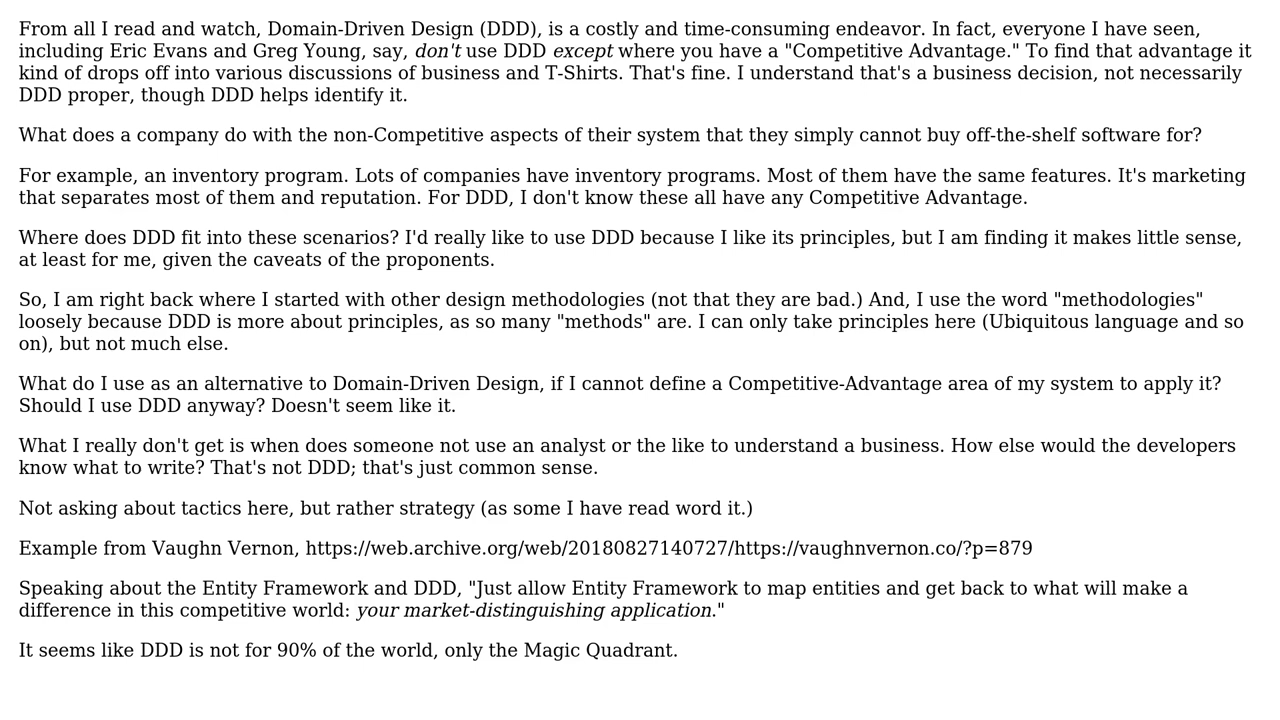 From all I read and watch, Domain-Driven Design (DDD), is a costly and time-consuming endeavor. In fact, everyone I have seen,
including Eric Evans and Greg Young, say, don't use DDD except where you have a "Competitive Advantage." To find that advantage it
kind of drops off into various discussions of business and T-Shirts. That's fine. I understand that's a business decision, not necessarily
DDD proper, though DDD helps identify it.
What does a company do with the non-Competitive aspects of their system that they simply cannot buy off-the-shelf software for?
For example, an inventory program. Lots of companies have inventory programs. Most of them have the same features. It's marketing
that separates most of them and reputation. For DDD, I don't know these all have any Competitive Advantage.
Where does DDD fit into these scenarios? I'd really like to use DDD because I like its principles, but I am finding it makes little sense,
at least for me, given the caveats of the proponents.
So, I am right back where I started with other design methodologies (not that they are bad.) And, I use the word "methodologies"
loosely because DDD is more about principles, as so many "methods" are. I can only take principles here (Ubiquitous language and so
on), but not much else.
What do I use as an alternative to Domain-Driven Design, if I cannot define a Competitive-Advantage area of my system to apply it?
Should I use DDD anyway? Doesn't seem like it.
What I really don't get is when does someone not use an analyst or the like to understand a business. How else would the developers
know what to write? That's not DDD; that's just common sense.
Not asking about tactics here, but rather strategy (as some I have read word it.)
Example from Vaughn Vernon, https://web.archive.org/web/20180827140727/https://vaughnvernon.co/?p=879
Speaking about the Entity Framework and DDD, "Just allow Entity Framework to map entities and get back to what will make a
difference in this competitive world: your market-distinguishing application."
It seems like DDD is not for 90% of the world, only the Magic Quadrant.